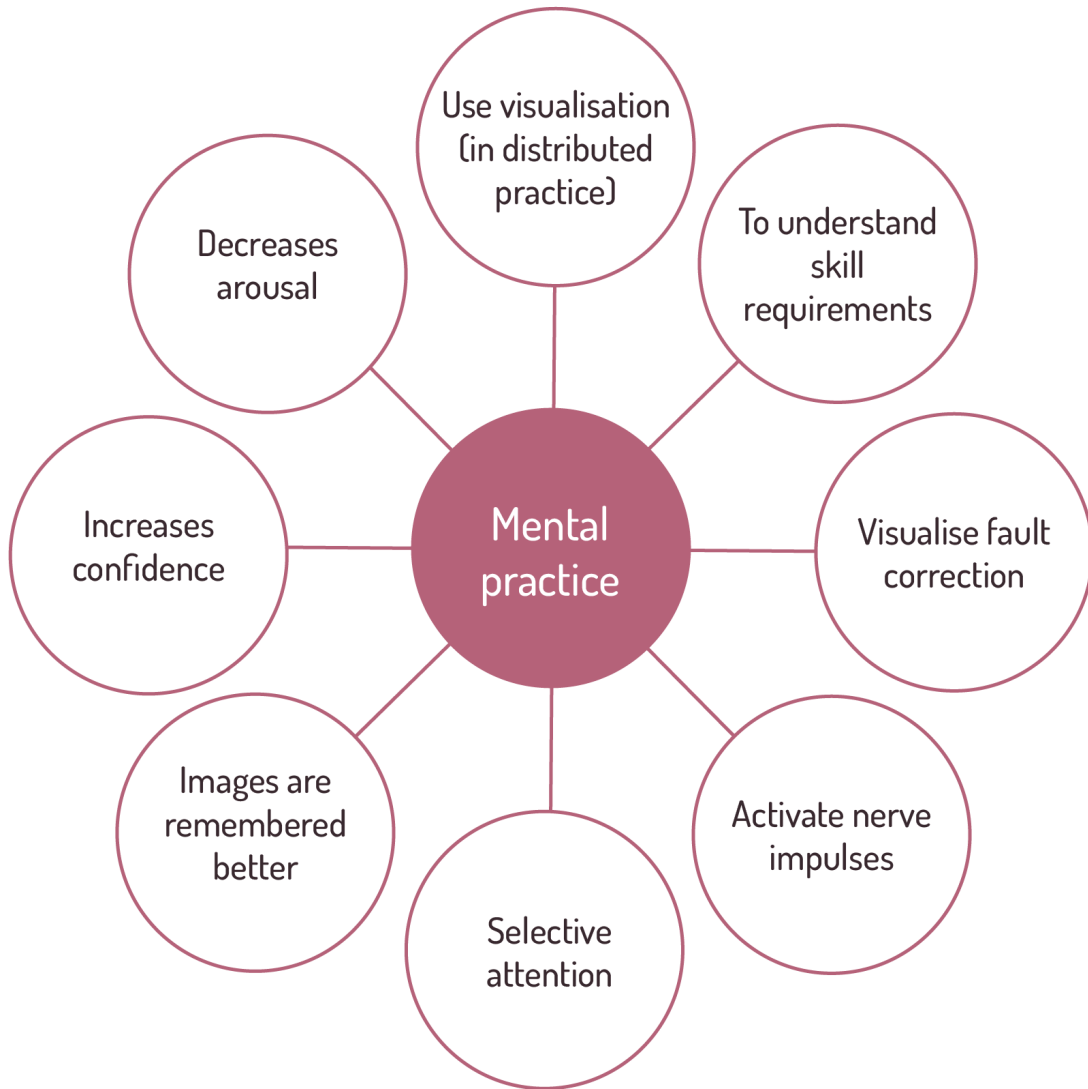 Use visualisation
(in distributed
practice)
To understand
skill
requirements
Visualise fault
correction
Activate nerve
impulses
Selective
attention
Images are
remembered
better
Increases
confidence
Decreases
arousal
Mental
practice